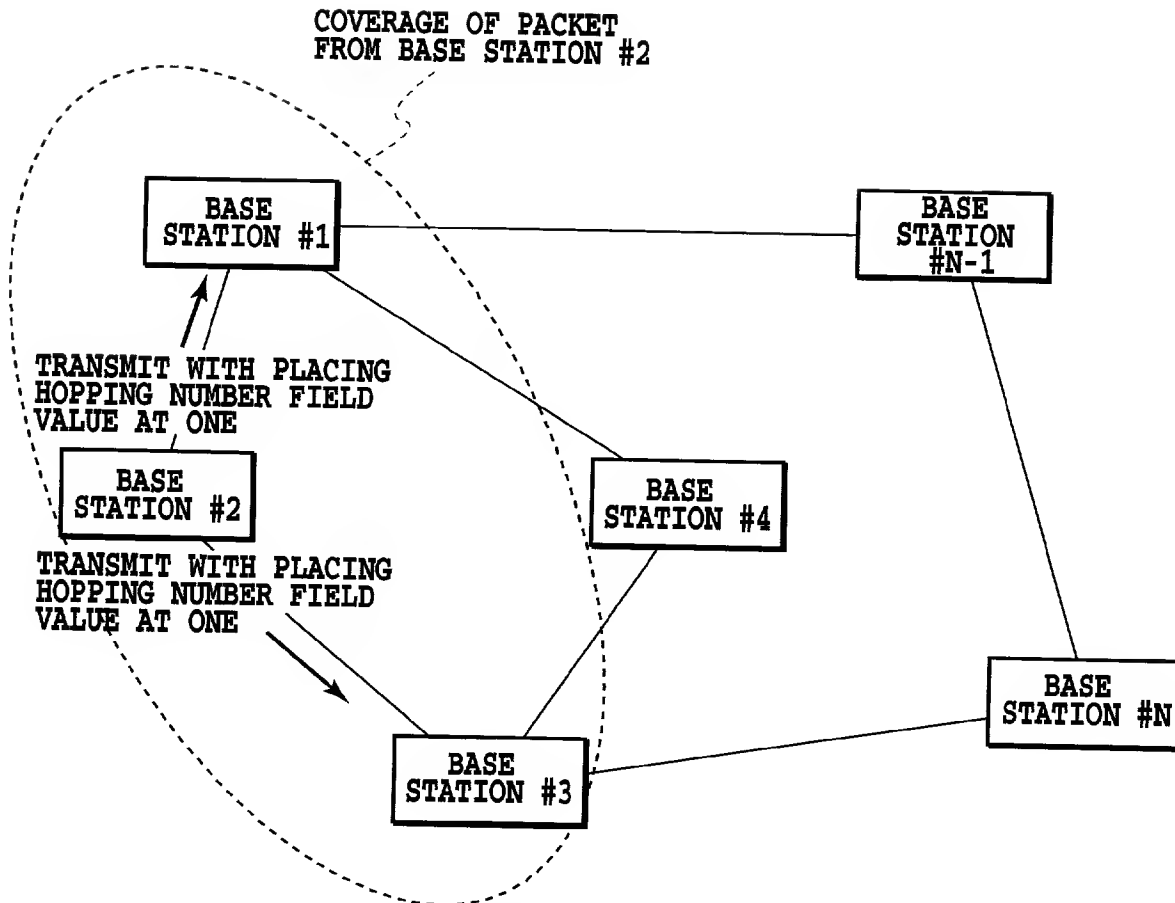 COVERAGE OF PACKET
FROM BASE STATION #2
BASE
STATION #1
BASE
STATION
#N-1
TRANSMIT WITH PLACING
HOPPING NUMBER FIELD
VALUE AT ONE
BASE
STATION #2
BASE
STATION #4
TRANSMIT WITH PLACING
HOPPING NUMBER FIELD
VALUE AT ONE
BASE
STATION #N
BASE
STATION #3